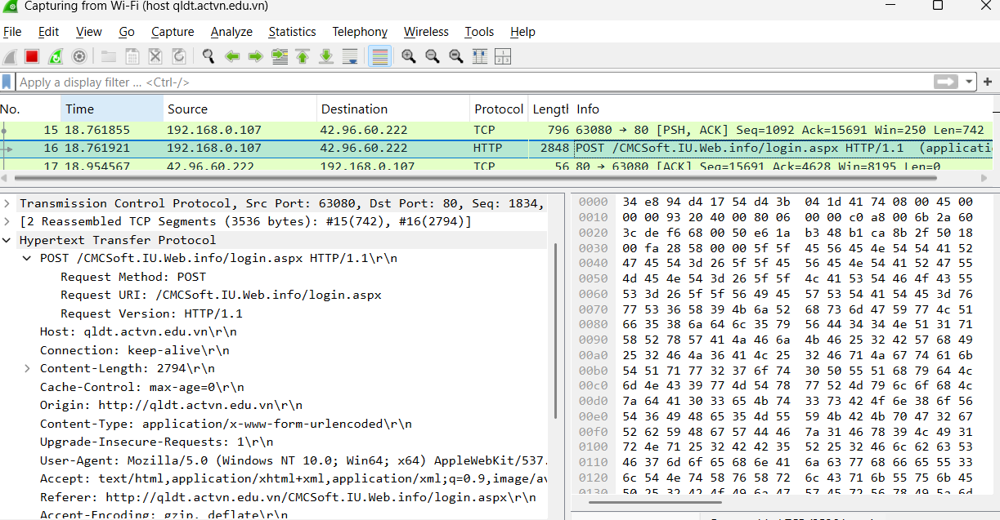 Capturing from Wi-Fi (host qldt.actvn.edu.vn)
File Edit View Go Capture Analyze Statistics Telephony Wireless Tools Help
Apply a display filter ... <Ctrl-/>
No. Time Source Destination Protocol Lengtl Info
15 18.761855 192.168.0.107 42.96.60.222 TCP 796 63080 → 80 [PSH, ACK] Seq=1092 Ack=15691 Win=250 Len=742
16 18.761921 192.168.0.107 42.96.60.222 HTTP 2848 POST /CMCSoft.IU.Web.info/login.aspx HTTP/1.1 (applicati
17 18.954567 42.96.60.222 192.168.0.107 TCP 56 80 → 63080 [ACK] Seq=15691 Ack=4628 Win=8195 Len=0
Transmission Control Protocol, Src Port: 63080, Dst Port: 80, Seq: 1834,
[2 Reassembled TCP Segments (3536 bytes): #15(742), #16(2794)]
Hypertext Transfer Protocol
POST /CMCSoft.IU.Web.info/login.aspx HTTP/1.1\r\n
Request Method: POST
Request URI: /CMCSoft.IU.Web.info/login.aspx
Request Version: HTTP/1.1
Host: qldt.actvn.edu.vn\r\n
Connection: keep-alive\r\n
Content-Length: 2794\r\n
Cache-Control: max-age=0\r\n
Origin: http://qldt.actvn.edu.vn\r\n
Content-Type: application/x-www-form-urlencoded\r\n
Upgrade-Insecure-Requests: 1\r\n
User-Agent: Mozilla/5.0 (Windows NT 10.0; Win64; x64) AppleWebKit/537.
Accept: text/html,application/xhtml+xml,application/xml;q=0.9,image/av
Referer: http://qldt.actvn.edu.vn/CMCSoft.IU.Web.info/login.aspx\r\n
Accept-Encoding: gzip, deflate\r\n
0000 34 e8 94 d4 17 54 d4 3b 04 1d 41 74 08 00 45 00
0010 00 00 93 20 40 00 80 06 00 00 c0 a8 00 6b 2a 60
0020 3c de f6 68 00 50 e6 1a b3 48 b1 ca 8b 2f 50 18
0030 00 fa 28 58 00 00 5f 5f 45 56 45 4e 54 54 41 52
0040 47 45 54 3d 26 5f 5f 45 56 45 4e 54 41 52 47 55
0050 4d 45 4e 54 3d 26 5f 5f 4c 41 53 54 46 4f 43 55
0060 53 3d 26 5f 5f 56 49 45 57 53 54 41 54 45 3d 76
0070 77 53 36 58 39 4b 6a 52 68 73 6d 47 59 77 4c 51
0080 66 35 38 6a 64 6c 35 79 56 44 34 34 4e 51 31 71
0090 58 52 78 57 41 4a 46 6a 4b 46 25 32 42 57 68 49
00a0 25 32 46 4a 36 41 4c 25 32 46 71 4a 67 74 61 6b
00b0 54 51 71 77 32 37 6f 74 30 50 55 51 68 79 64 4c
00c0 6d 4e 43 39 77 4d 54 78 77 52 4d 79 6c 6f 68 4c
00d0 7a 64 41 30 33 65 4b 74 33 73 42 4f 6e 38 6f 56
00e0 54 36 49 48 65 35 4d 55 59 4b 42 4b 70 47 32 67
00f0 52 62 59 48 67 57 44 46 7a 31 46 78 39 4c 49 31
0100 72 4e 71 25 32 42 42 35 52 25 32 46 6c 62 63 53
0110 46 37 6d 6f 65 68 6e 41 6a 63 77 68 66 65 55 33
0120 6c 54 4e 74 58 76 58 72 6c 43 71 6b 55 75 6b 45
0130 50 25 32 42 4f 49 6a 47 57 45 72 56 78 49 5a 6d